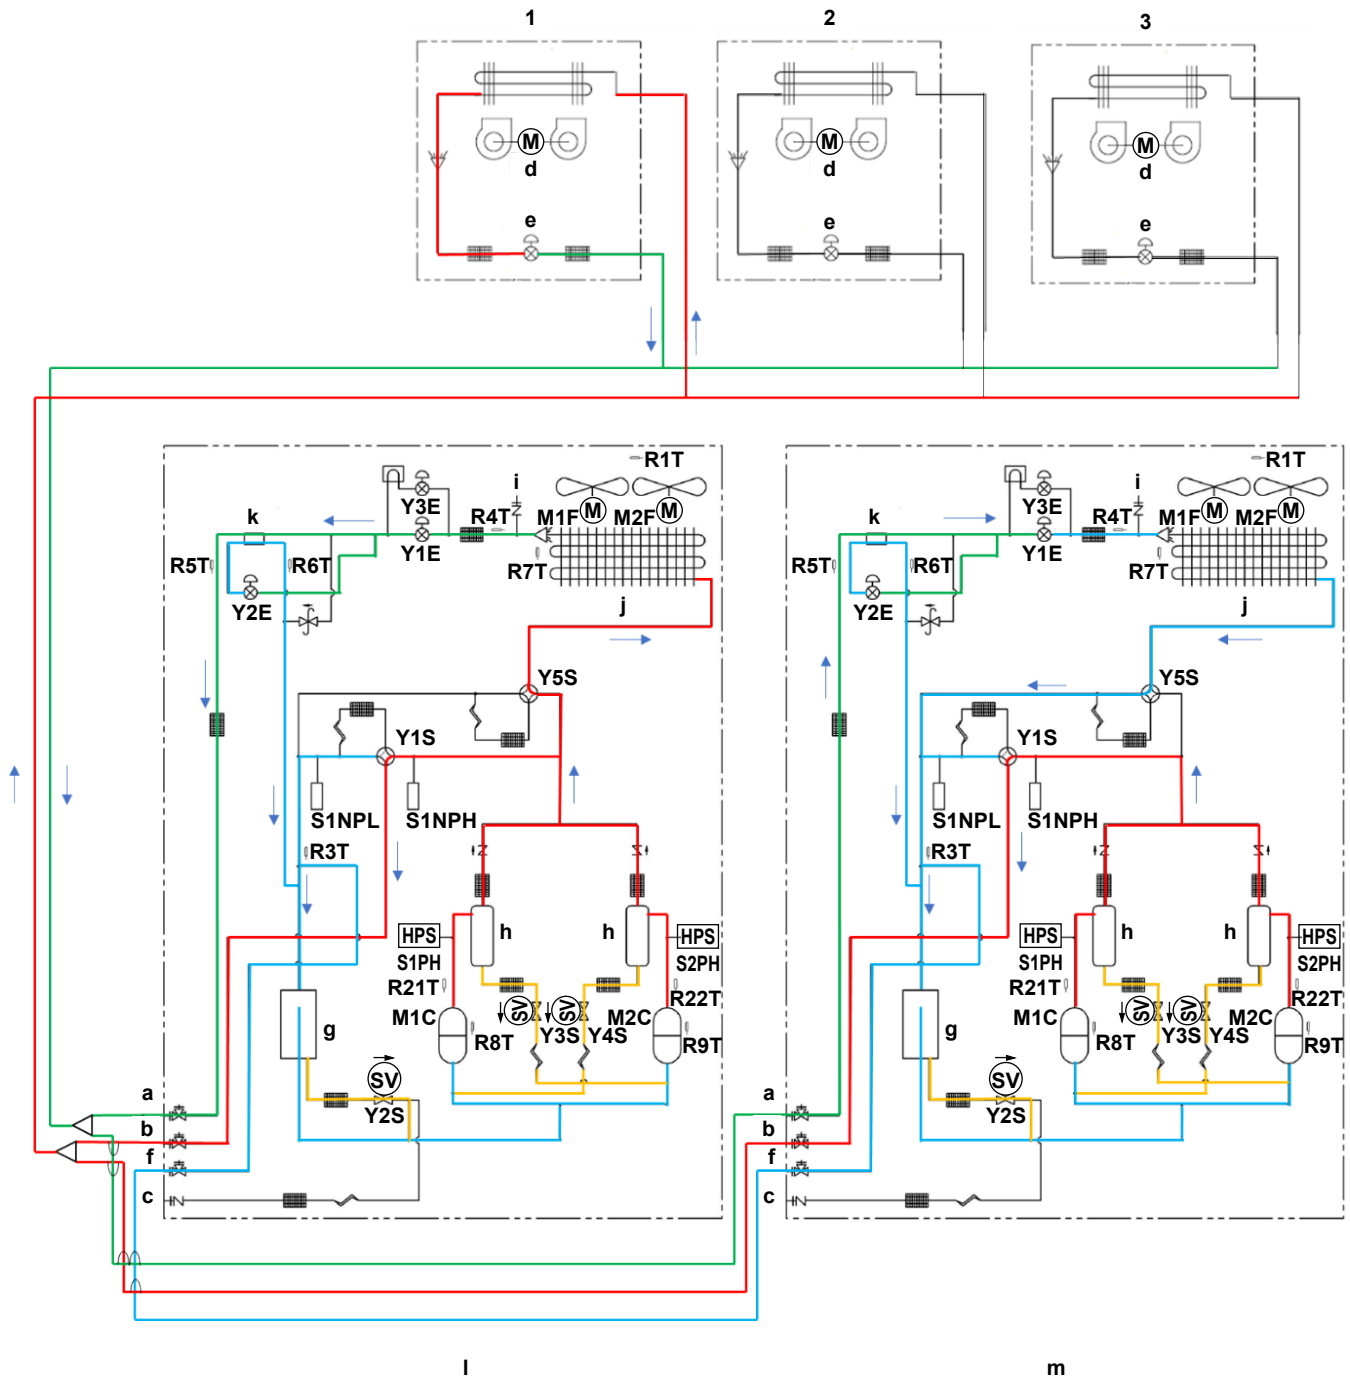 1 2 3
M M M
d d d
e e e
R1T R1T
i i
Y3E Y3E
k R4T M1F M2F M M k R4T M1F M2F M M
Y1E Y1E
R5T R6T R7T R5T R6T R7T
Y2E Y2E
j j
Y5S Y5S
Y1S Y1S
S1NPL S1NPH S1NPL S1NPH
R3T R3T
HPS h h HPS HPS h h HPS
S1PH S2PH S1PH S2PH
R21T R22T R21T R22T
SV SV SV SV
M1C M2C M1C M2C
g R8T Y3S Y4S R9T g R8T Y3S Y4S R9T
SV SV
a Y2S a Y2S
b b
f f
c c
l m